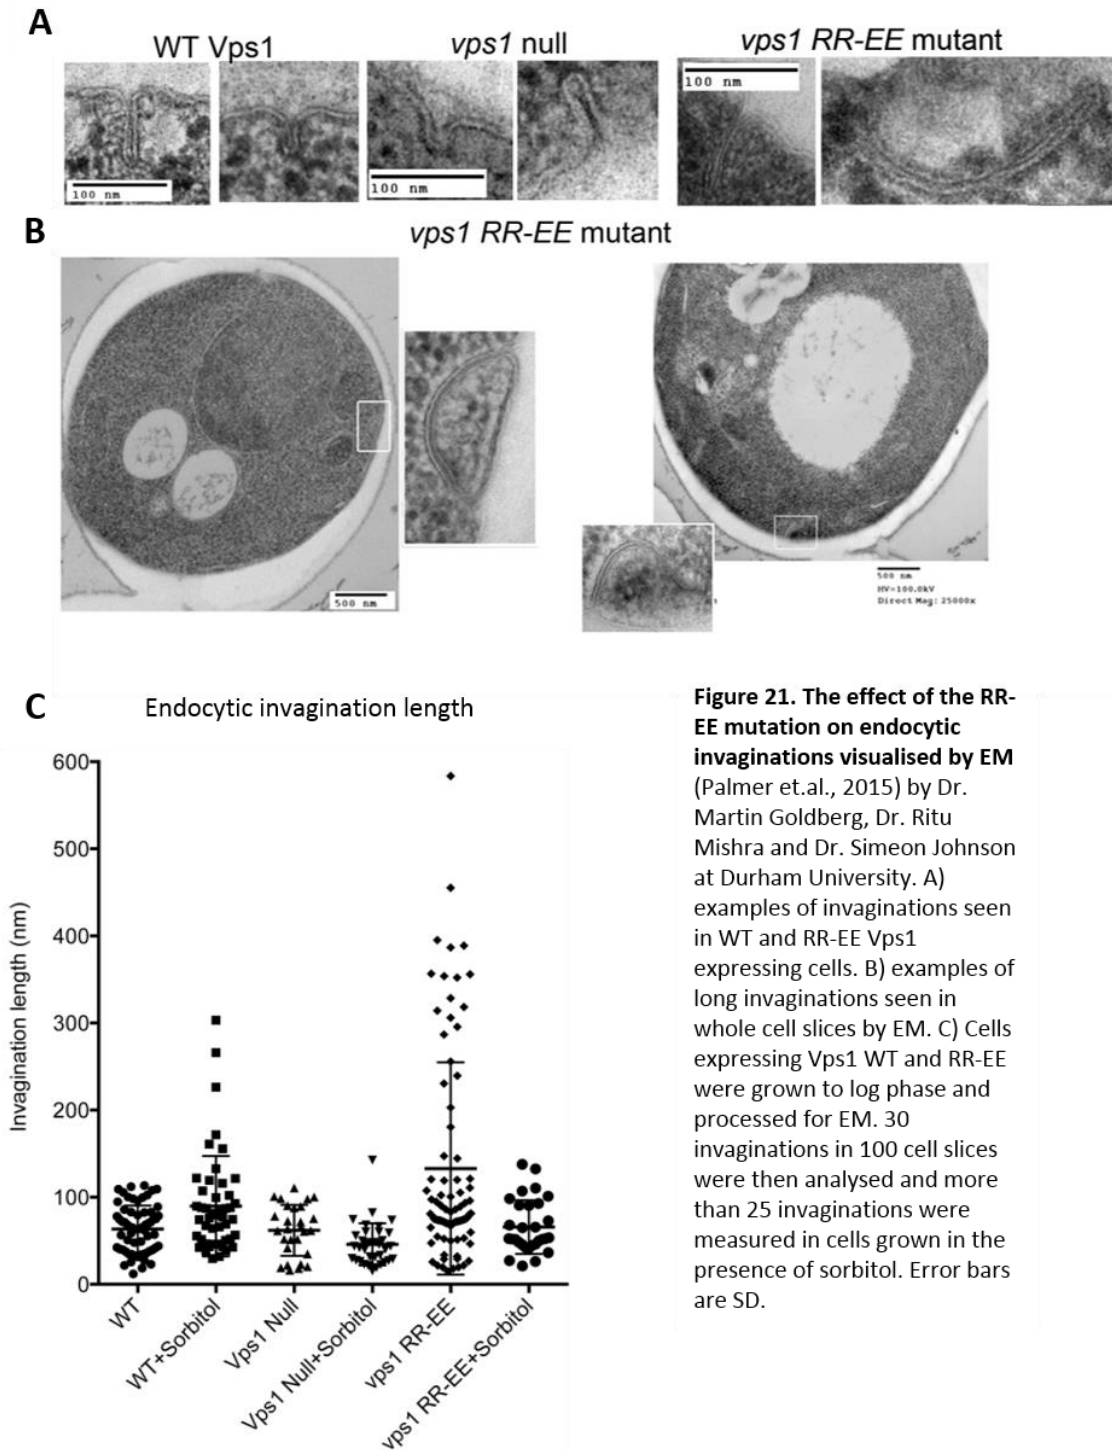 A
WT Vps1
vps1 null
vps1 RR-EE mutant
100 nm
100 nm
100 nm
B
vps1 RR-EE mutant
500 nm
500 nm
HV=100.0kV
Direct Mag: 25000x
C
Endocytic invagination length
Invagination length (nm)
600
500
400
300
200
100
0
WT
WT+Sorbitol
Vps1 Null
Vps1 Null+Sorbitol
vps1 RR-EE
vps1 RR-EE+Sorbitol
Figure 21. The effect of the RR-
EE mutation on endocytic
invaginations visualised by EM
(Palmer et.al., 2015) by Dr.
Martin Goldberg, Dr. Ritu
Mishra and Dr. Simeon Johnson
at Durham University. A)
examples of invaginations seen
in WT and RR-EE Vps1
expressing cells. B) examples of
long invaginations seen in
whole cell slices by EM. C) Cells
expressing Vps1 WT and RR-EE
were grown to log phase and
processed for EM. 30
invaginations in 100 cell slices
were then analysed and more
than 25 invaginations were
measured in cells grown in the
presence of sorbitol. Error bars
are SD.